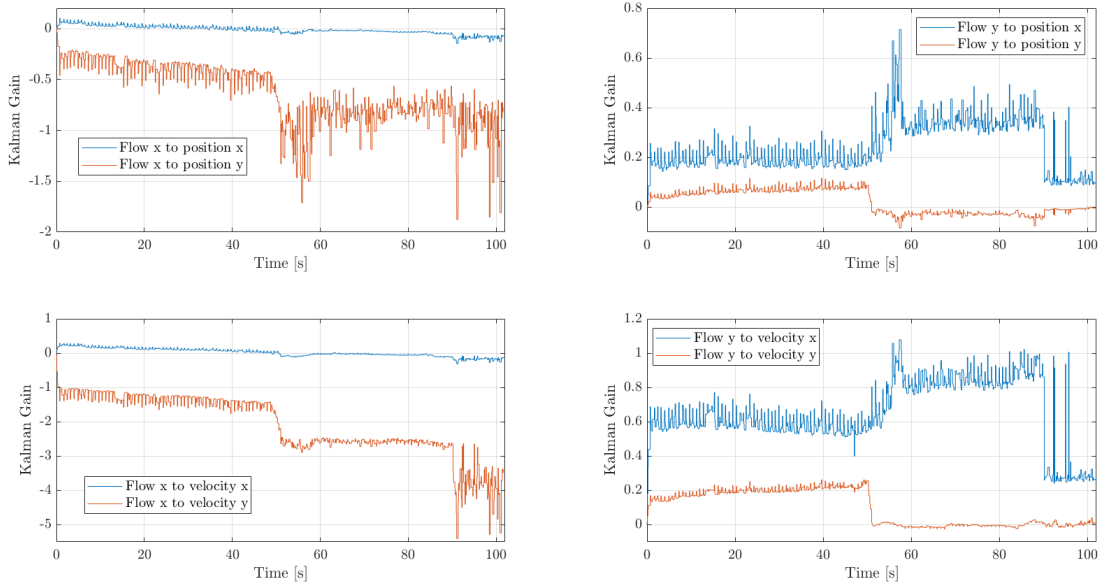 0
-0.5
-1
-1.5
-2
Kalman Gain
Flow x to position x
Flow x to position y
0 20 40 60 80 100
Time [s]
0.8
0.6
0.4
0.2
0
Kalman Gain
Flow y to position x
Flow y to position y
0 20 40 60 80 100
Time [s]
1
0
-1
-2
-3
-4
-5
Kalman Gain
Flow x to velocity x
Flow x to velocity y
0 20 40 60 80 100
Time [s]
1.2
1
0.8
0.6
0.4
0.2
0
Kalman Gain
Flow y to velocity x
Flow y to velocity y
0 20 40 60 80 100
Time [s]